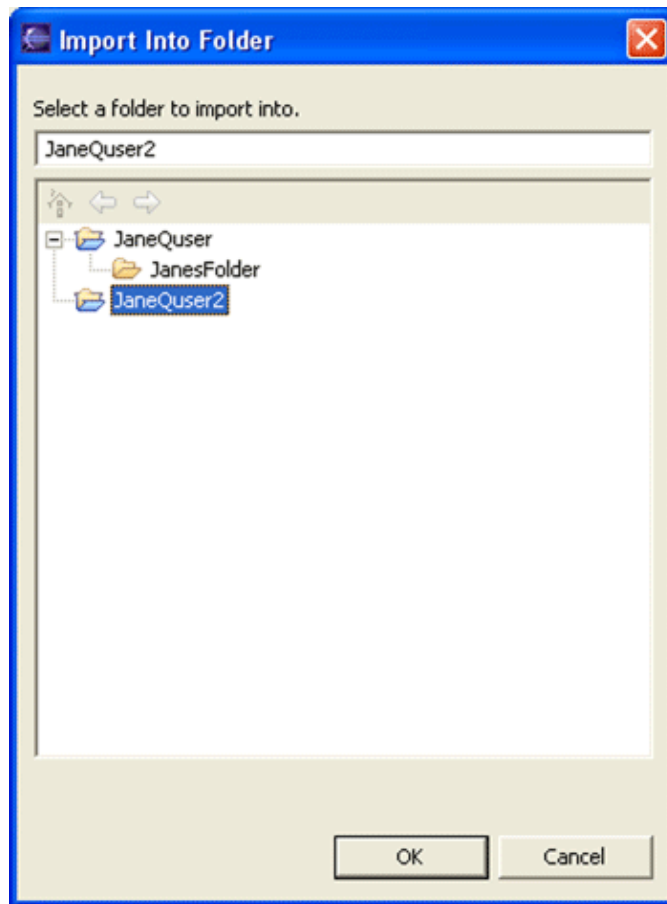 Import Into Folder
Select a folder to import into.
JaneQuser2
JaneQuser
JanesFolder
JaneQuser2
OK Cancel